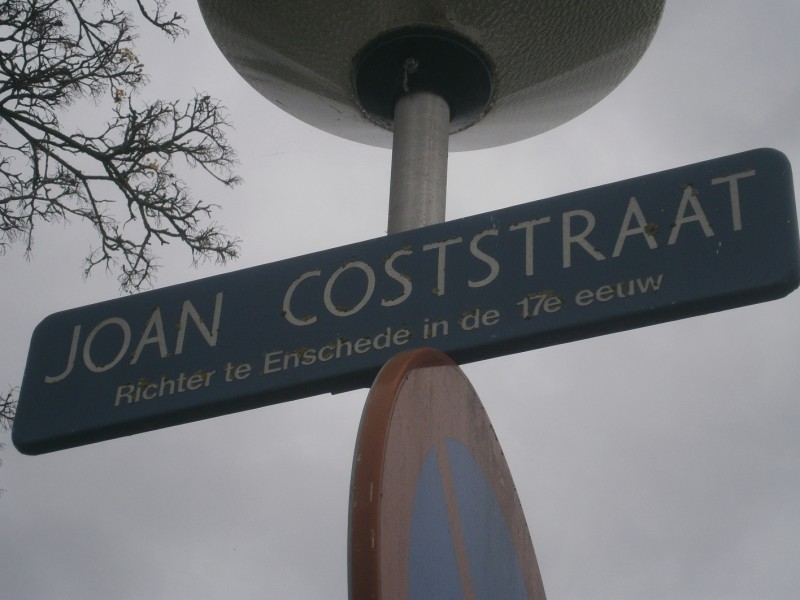 JOAN COSTSTRAAT
Richter te Enschede in de 17e eeuw